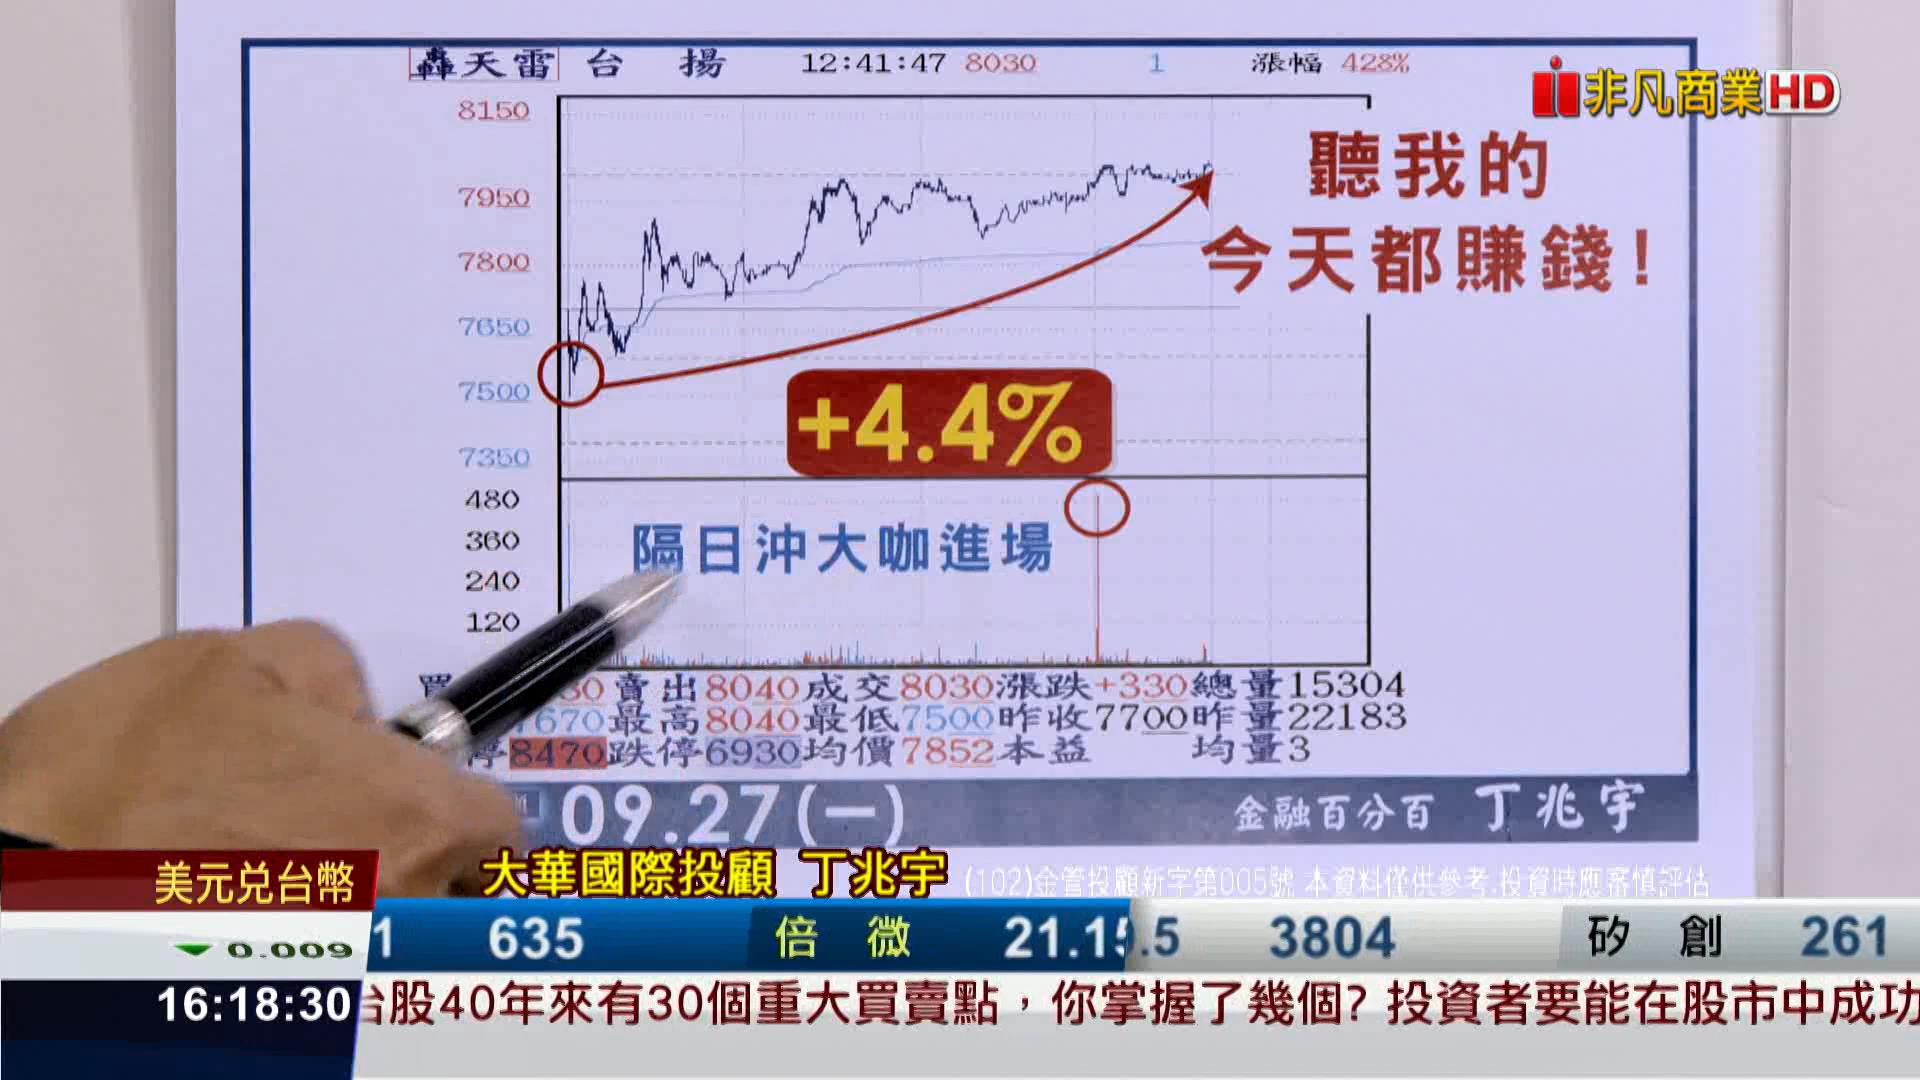 轟天雷 台 揚 12:41:47 8030 1 漲幅 428%
非凡商業HD
8150
7950
7800
7650
7500
7350
480
360
240
120
聽我的
今天都賺錢!
+4.4%
隔日沖大咖進場
買 30 賣出8040成交8030漲跌+330總量15304
7670最高8040最低7500昨收7700昨量22183
停8470跌停6930均價7852本益 均量3
09.27(一) 金融百分百 丁兆宇
大華國際投顧 丁兆宇 (102)金管投顧新字第005號 本資料僅供參考.投資時應審慎評估
美元兌台幣
▼0.009
1 635 倍 微 21.15 .5 3804 矽 創 261
16:18:30
台股40年來有30個重大買賣點，你掌握了幾個? 投資者要能在股市中成功